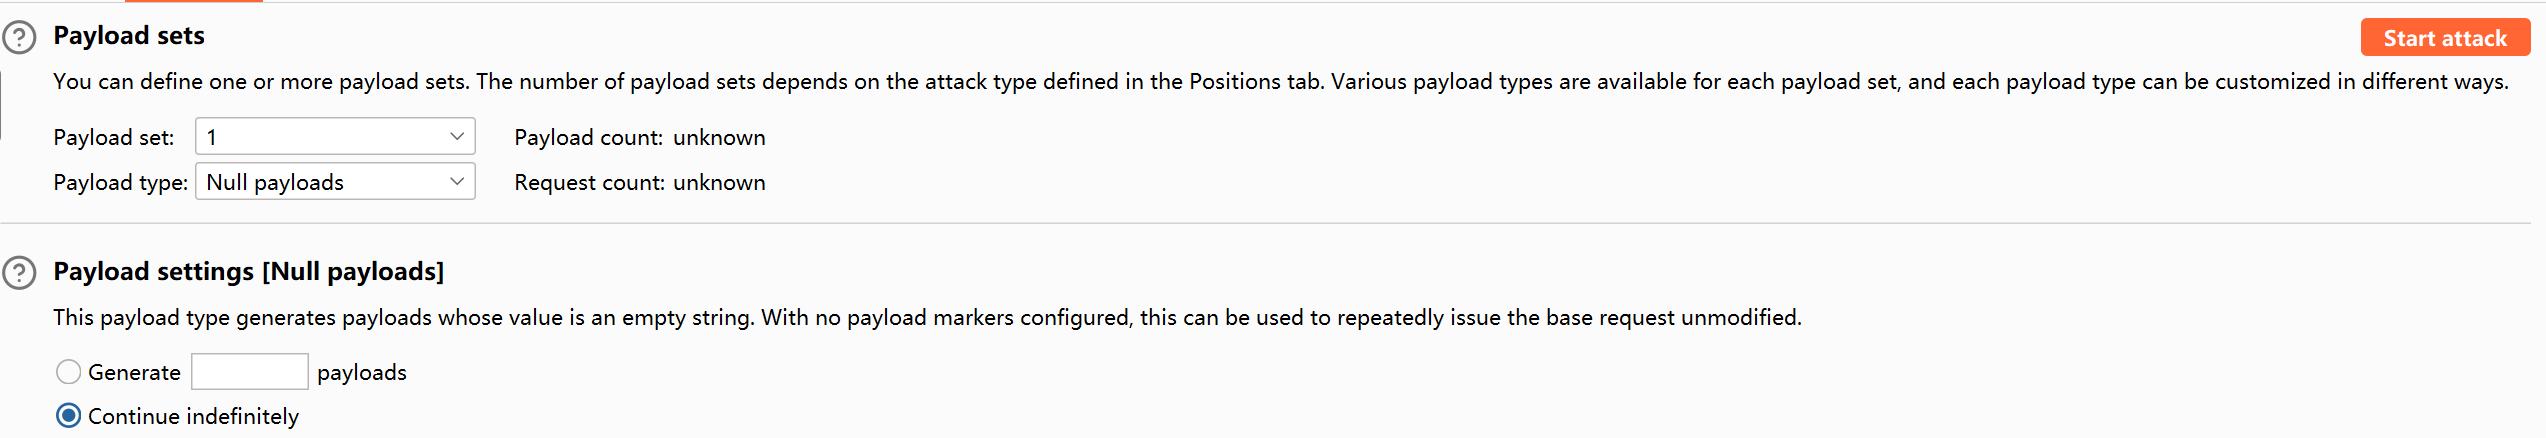 Payload sets
Start attack
You can define one or more payload sets. The number of payload sets depends on the attack type defined in the Positions tab. Various payload types are available for each payload set, and each payload type can be customized in different ways.
Payload set: 1 Payload count: unknown
Payload type: Null payloads Request count: unknown
Payload settings [Null payloads]
This payload type generates payloads whose value is an empty string. With no payload markers configured, this can be used to repeatedly issue the base request unmodified.
Generate payloads
Continue indefinitely